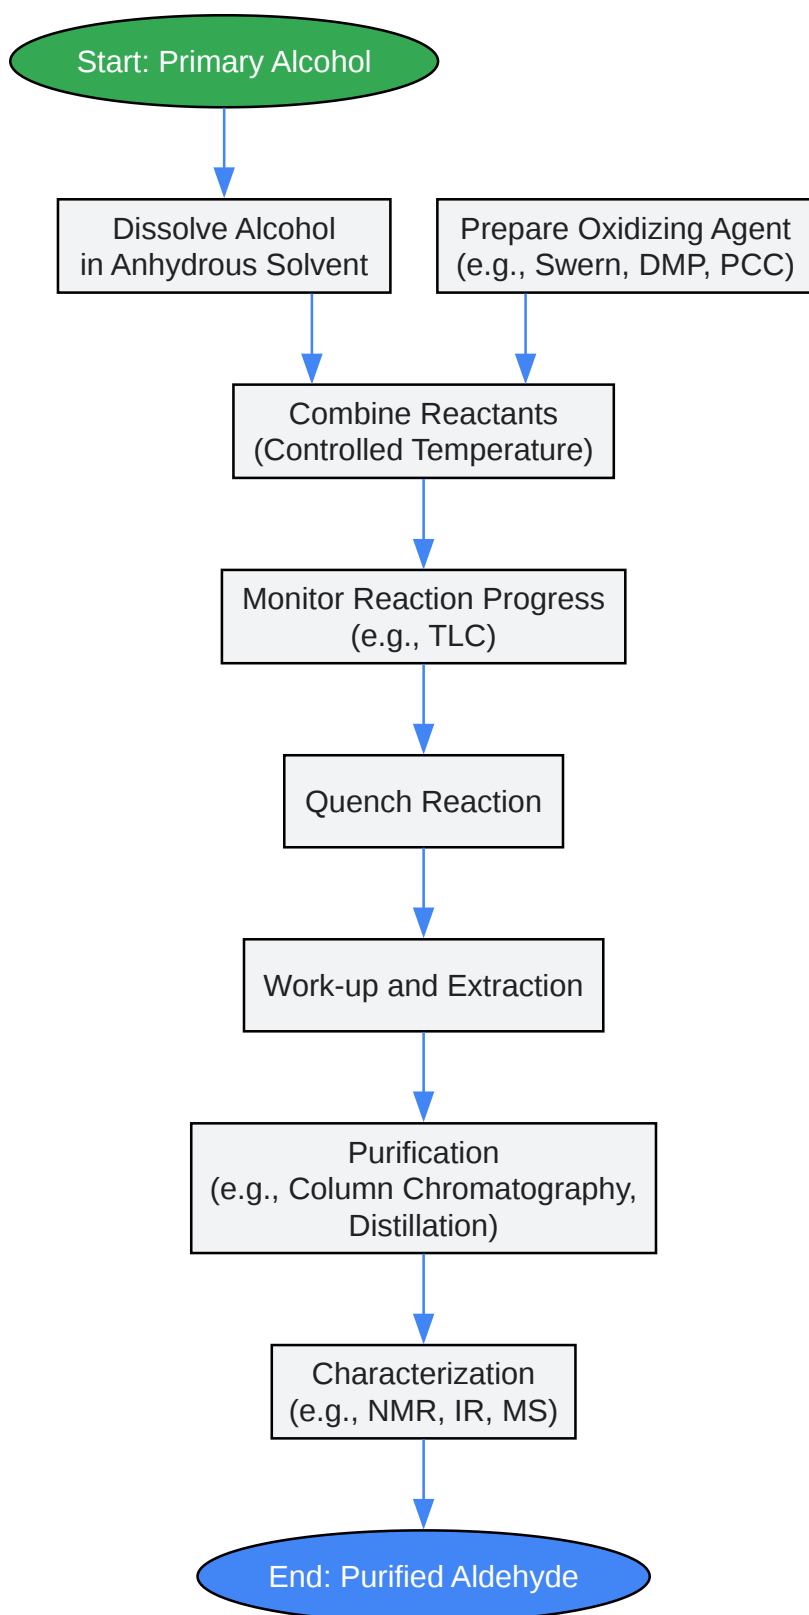 Start: Primary Alcohol
Dissolve Alcohol
in Anhydrous Solvent
Prepare Oxidizing Agent
(e.g., Swern, DMP, PCC)
Combine Reactants
(Controlled Temperature)
Monitor Reaction Progress
(e.g., TLC)
Quench Reaction
Work-up and Extraction
Purification
(e.g., Column Chromatography,
Distillation)
Characterization
(e.g., NMR, IR, MS)
End: Purified Aldehyde